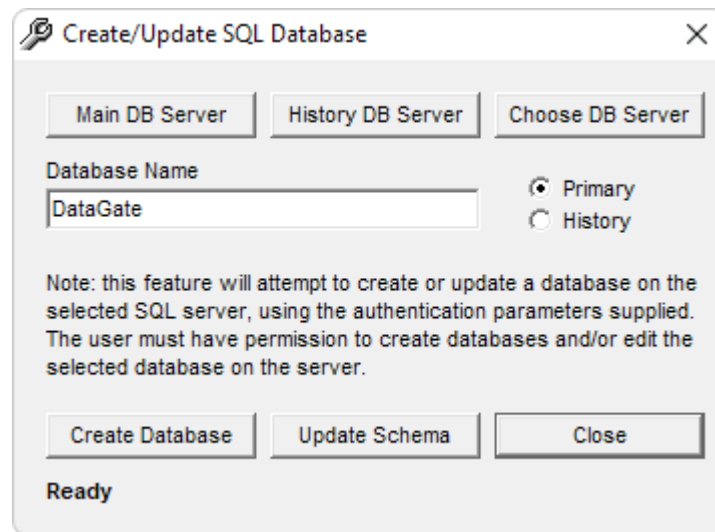 Create/Update SQL Database
Main DB Server
History DB Server
Choose DB Server
Database Name
Primary
DataGate
History
Note: this feature will attempt to create or update a database on the
selected SQL server, using the authentication parameters supplied.
The user must have permission to create databases and/or edit the
selected database on the server.
Create Database
Update Schema
Close
Ready